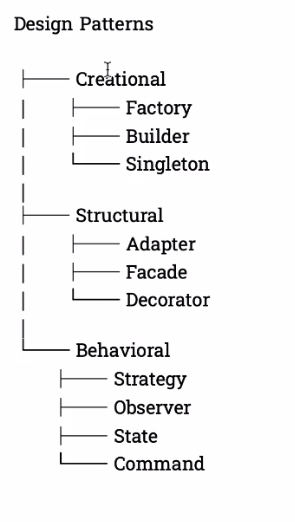 Design Patterns
├── Creational
│ ├── Factory
│ ├── Builder
│ └── Singleton
│
├── Structural
│ ├── Adapter
│ ├── Facade
│ └── Decorator
│
└── Behavioral
├── Strategy
├── Observer
├── State
└── Command